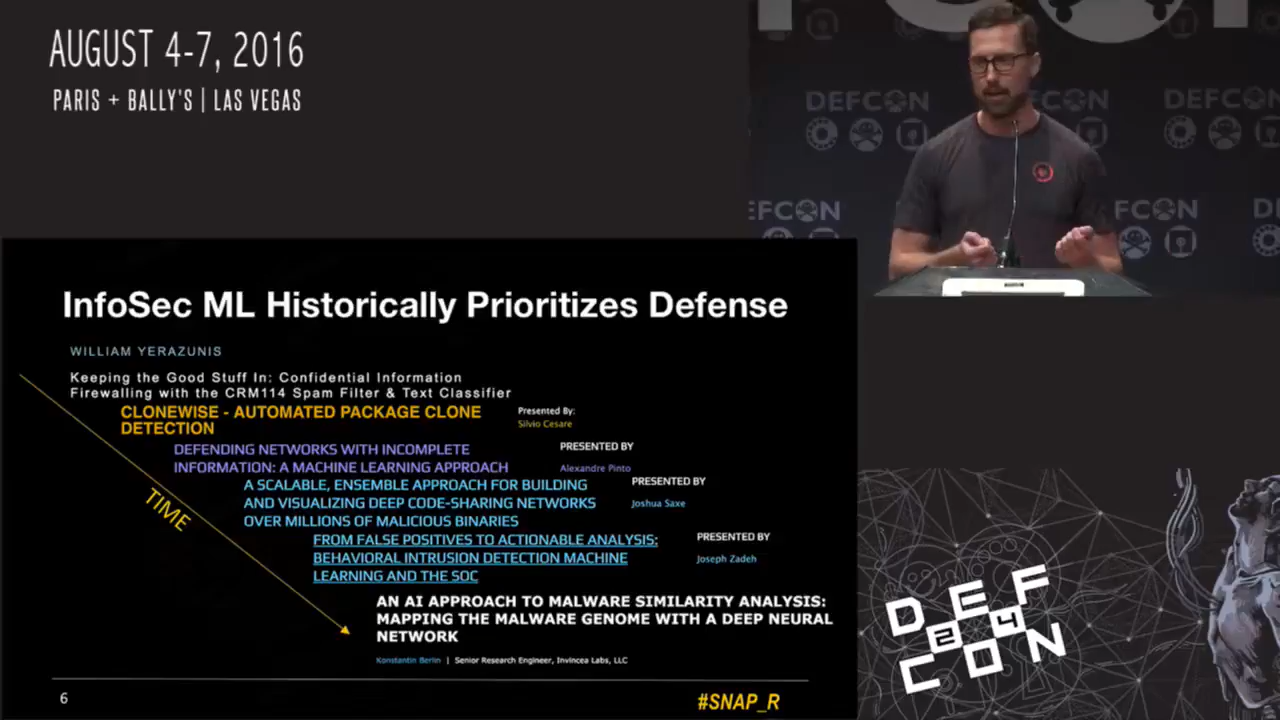 AUGUST 4-7, 2016
PARIS + BALLY'S | LAS VEGAS
DEFCON
DEFCON
DEFCON
EFCON
EFCON
DE
InfoSec ML Historically Prioritizes Defense
WILLIAM YERAZUNIS
Keeping the Good Stuff In: Confidential Information
Firewalling with the CRM114 Spam Filter & Text Classifier
CLONEWISE - AUTOMATED PACKAGE CLONE
DETECTION
Presented By:
Silvio Cesare
DEFENDING NETWORKS WITH INCOMPLETE
INFORMATION: A MACHINE LEARNING APPROACH
PRESENTED BY
Alexandre Pinto
A SCALABLE, ENSEMBLE APPROACH FOR BUILDING
AND VISUALIZING DEEP CODE-SHARING NETWORKS
OVER MILLIONS OF MALICIOUS BINARIES
PRESENTED BY
Joshua Saxe
FROM FALSE POSITIVES TO ACTIONABLE ANALYSIS:
BEHAVIORAL INTRUSION DETECTION MACHINE
LEARNING AND THE SOC
PRESENTED BY
Joseph Zadeh
TIME
AN AI APPROACH TO MALWARE SIMILARITY ANALYSIS:
MAPPING THE MALWARE GENOME WITH A DEEP NEURAL
NETWORK
Konstantin Berlin | Senior Research Engineer, Invincea Labs, LLC
6
#SNAP_R
DEF
24
CON